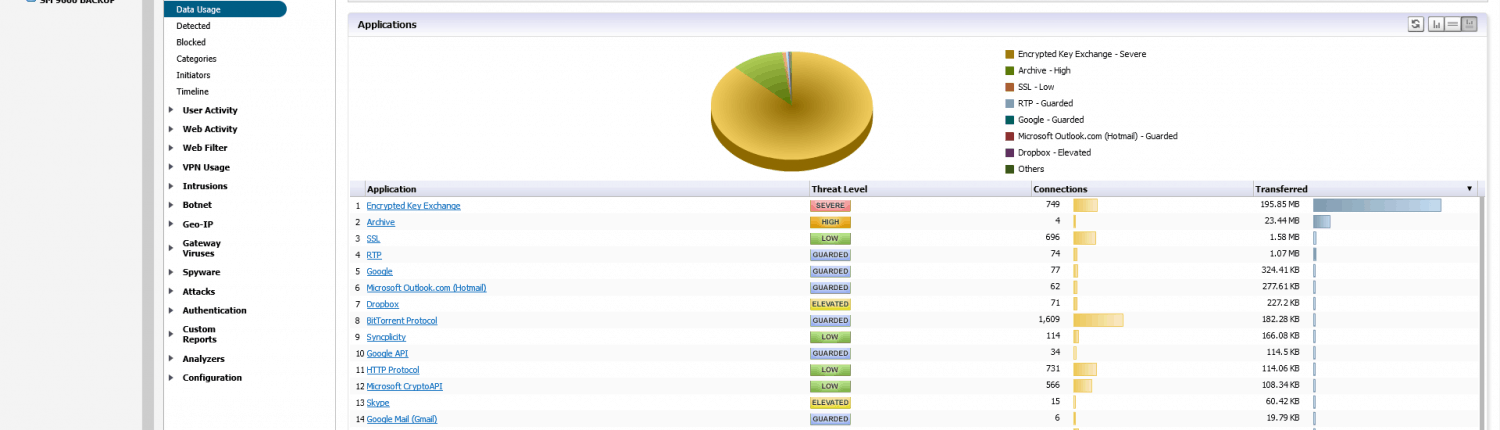 SM 9600 BACKUP
Data Usage
Detected
Blocked
Categories
Initiators
Timeline
User Activity
Web Activity
Web Filter
VPN Usage
Intrusions
Botnet
Geo-IP
Gateway
Viruses
Spyware
Attacks
Authentication
Custom
Reports
Analyzers
Configuration
Applications
Encrypted Key Exchange - Severe
Archive - High
SSL - Low
RTP - Guarded
Google - Guarded
Microsoft Outlook.com (Hotmail) - Guarded
Dropbox - Elevated
Others
Application Threat Level Connections Transferred
1 Encrypted Key Exchange SEVERE 749 195.85 MB
2 Archive HIGH 4 23.44 MB
3 SSL LOW 696 1.58 MB
4 RTP GUARDED 74 1.07 MB
5 Google GUARDED 77 324.41 KB
6 Microsoft Outlook.com (Hotmail) GUARDED 62 277.61 KB
7 Dropbox ELEVATED 71 227.2 KB
8 BitTorrent Protocol GUARDED 1,609 182.28 KB
9 Syncplicity LOW 114 166.08 KB
10 Google API GUARDED 34 114.5 KB
11 HTTP Protocol LOW 731 114.06 KB
12 Microsoft CryptoAPI LOW 566 108.34 KB
13 Skype ELEVATED 15 60.42 KB
14 Google Mail (Gmail) GUARDED 6 19.79 KB